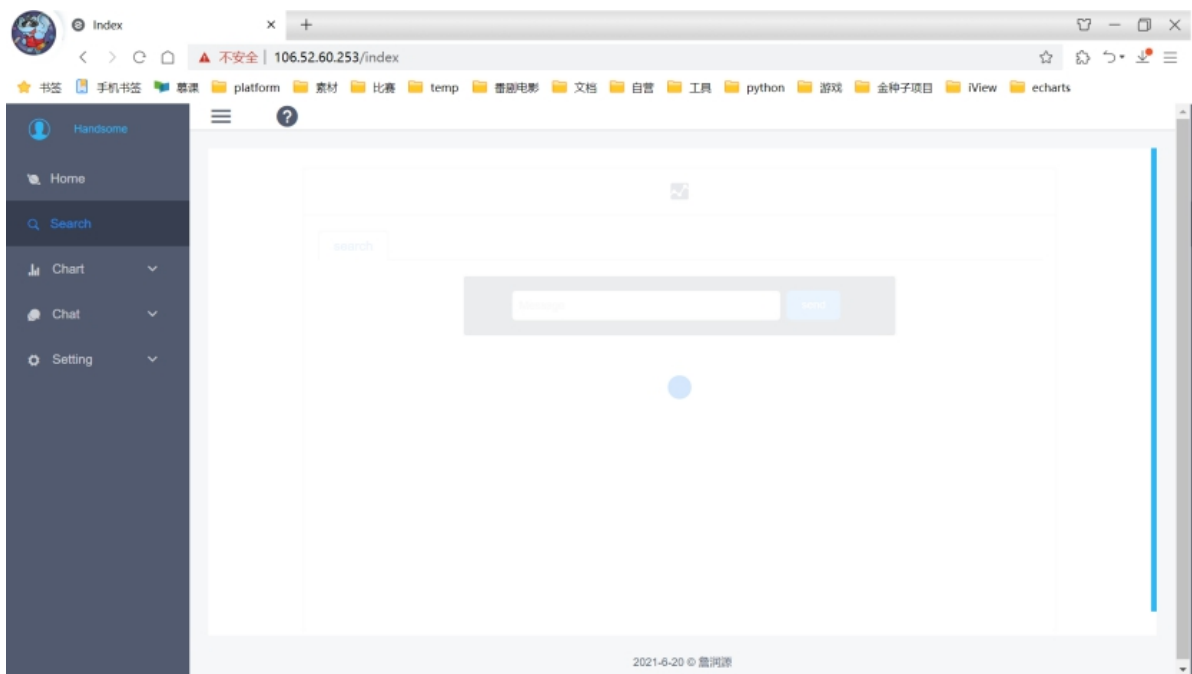 Index
不安全 106.52.60.253/index
书签 手机书签 慕课 platform 素材 比赛 temp 番剧电影 文档 自营 工具 python 游戏 金种子项目 iView echarts
Handsome
Home
Search
Chart
Chat
Setting
search
Message...
send
2021-6-20 © 詹润源